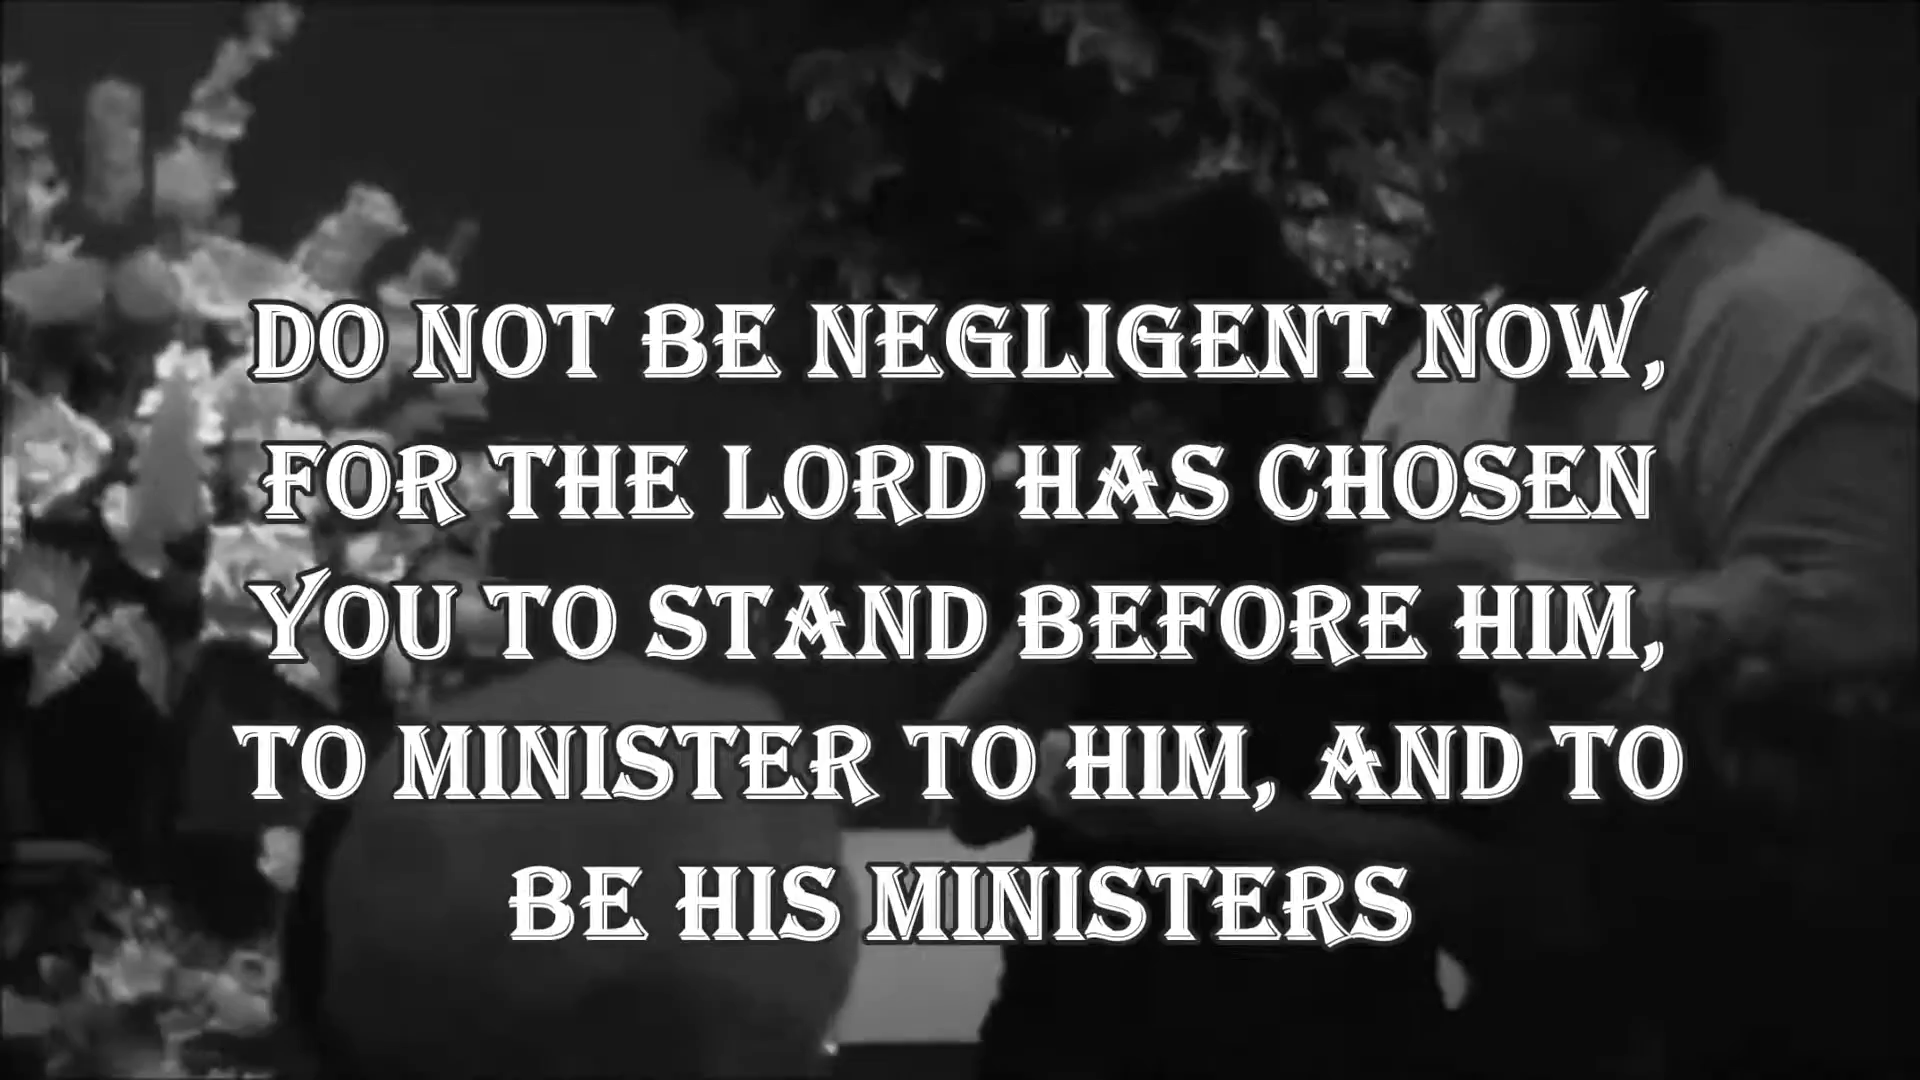 DO NOT BE NEGLIGENT NOW,
FOR THE LORD HAS CHOSEN
YOU TO STAND BEFORE HIM,
TO MINISTER TO HIM, AND TO
BE HIS MINISTERS